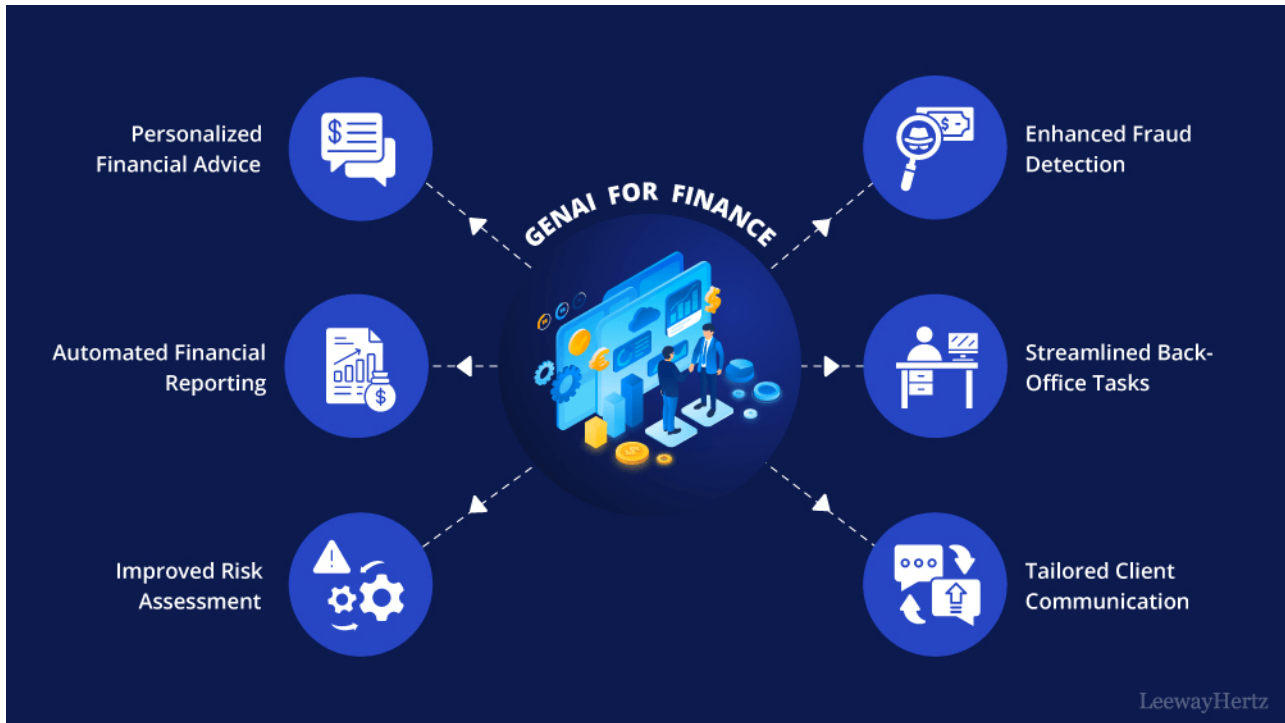 GENAI FOR FINANCE
Personalized
Financial Advice
Automated Financial
Reporting
Improved Risk
Assessment
Enhanced Fraud
Detection
Streamlined Back-
Office Tasks
Tailored Client
Communication
LeewayHertz